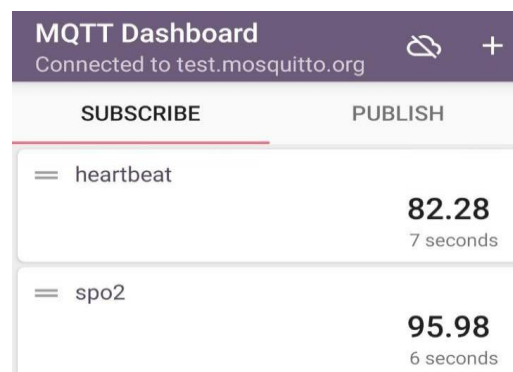 MQTT Dashboard
Connected to test.mosquitto.org
SUBSCRIBE PUBLISH
heartbeat
82.28
7 seconds
spo2
95.98
6 seconds